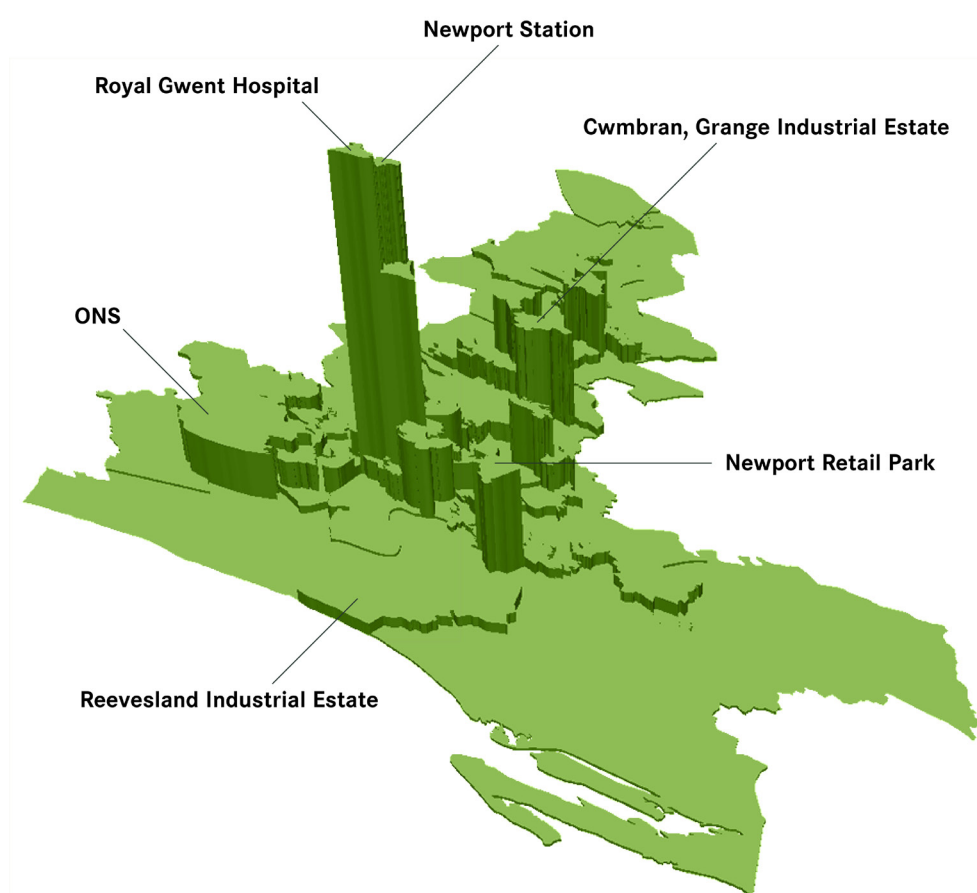 Newport Station
Royal Gwent Hospital
Cwmbran, Grange Industrial Estate
ONS
Newport Retail Park
Reevesland Industrial Estate